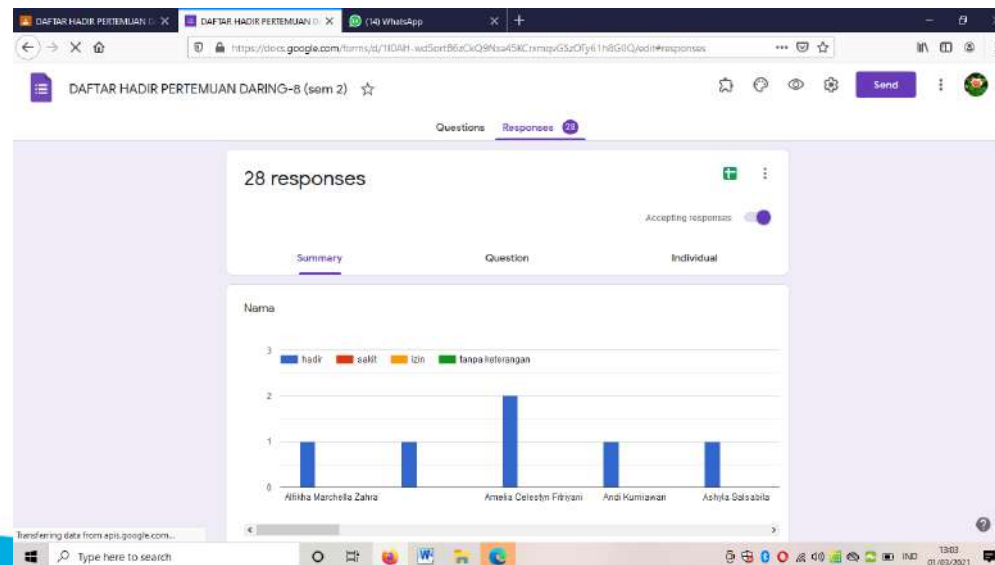 DAFTAR HADIR PERTEMUAN D
DAFTAR HADIR PERTEMUAN D
(14) WhatsApp
DAFTAR HADIR PERTEMUAN DARING-8 (sem 2)
Send
Questions Responses 28
28 responses
Accepting responses
Summary Question Individual
Nama
3
hadir sakit izin tanpa keterangan
2
1
0
Alfikha Marchella Zahra Amelia Celestyn Fitriyani Andi Kurniawan Ashyla Salsabila
Transferring data from apis.google.com...
Type here to search
IND
13:03
01/03/2021